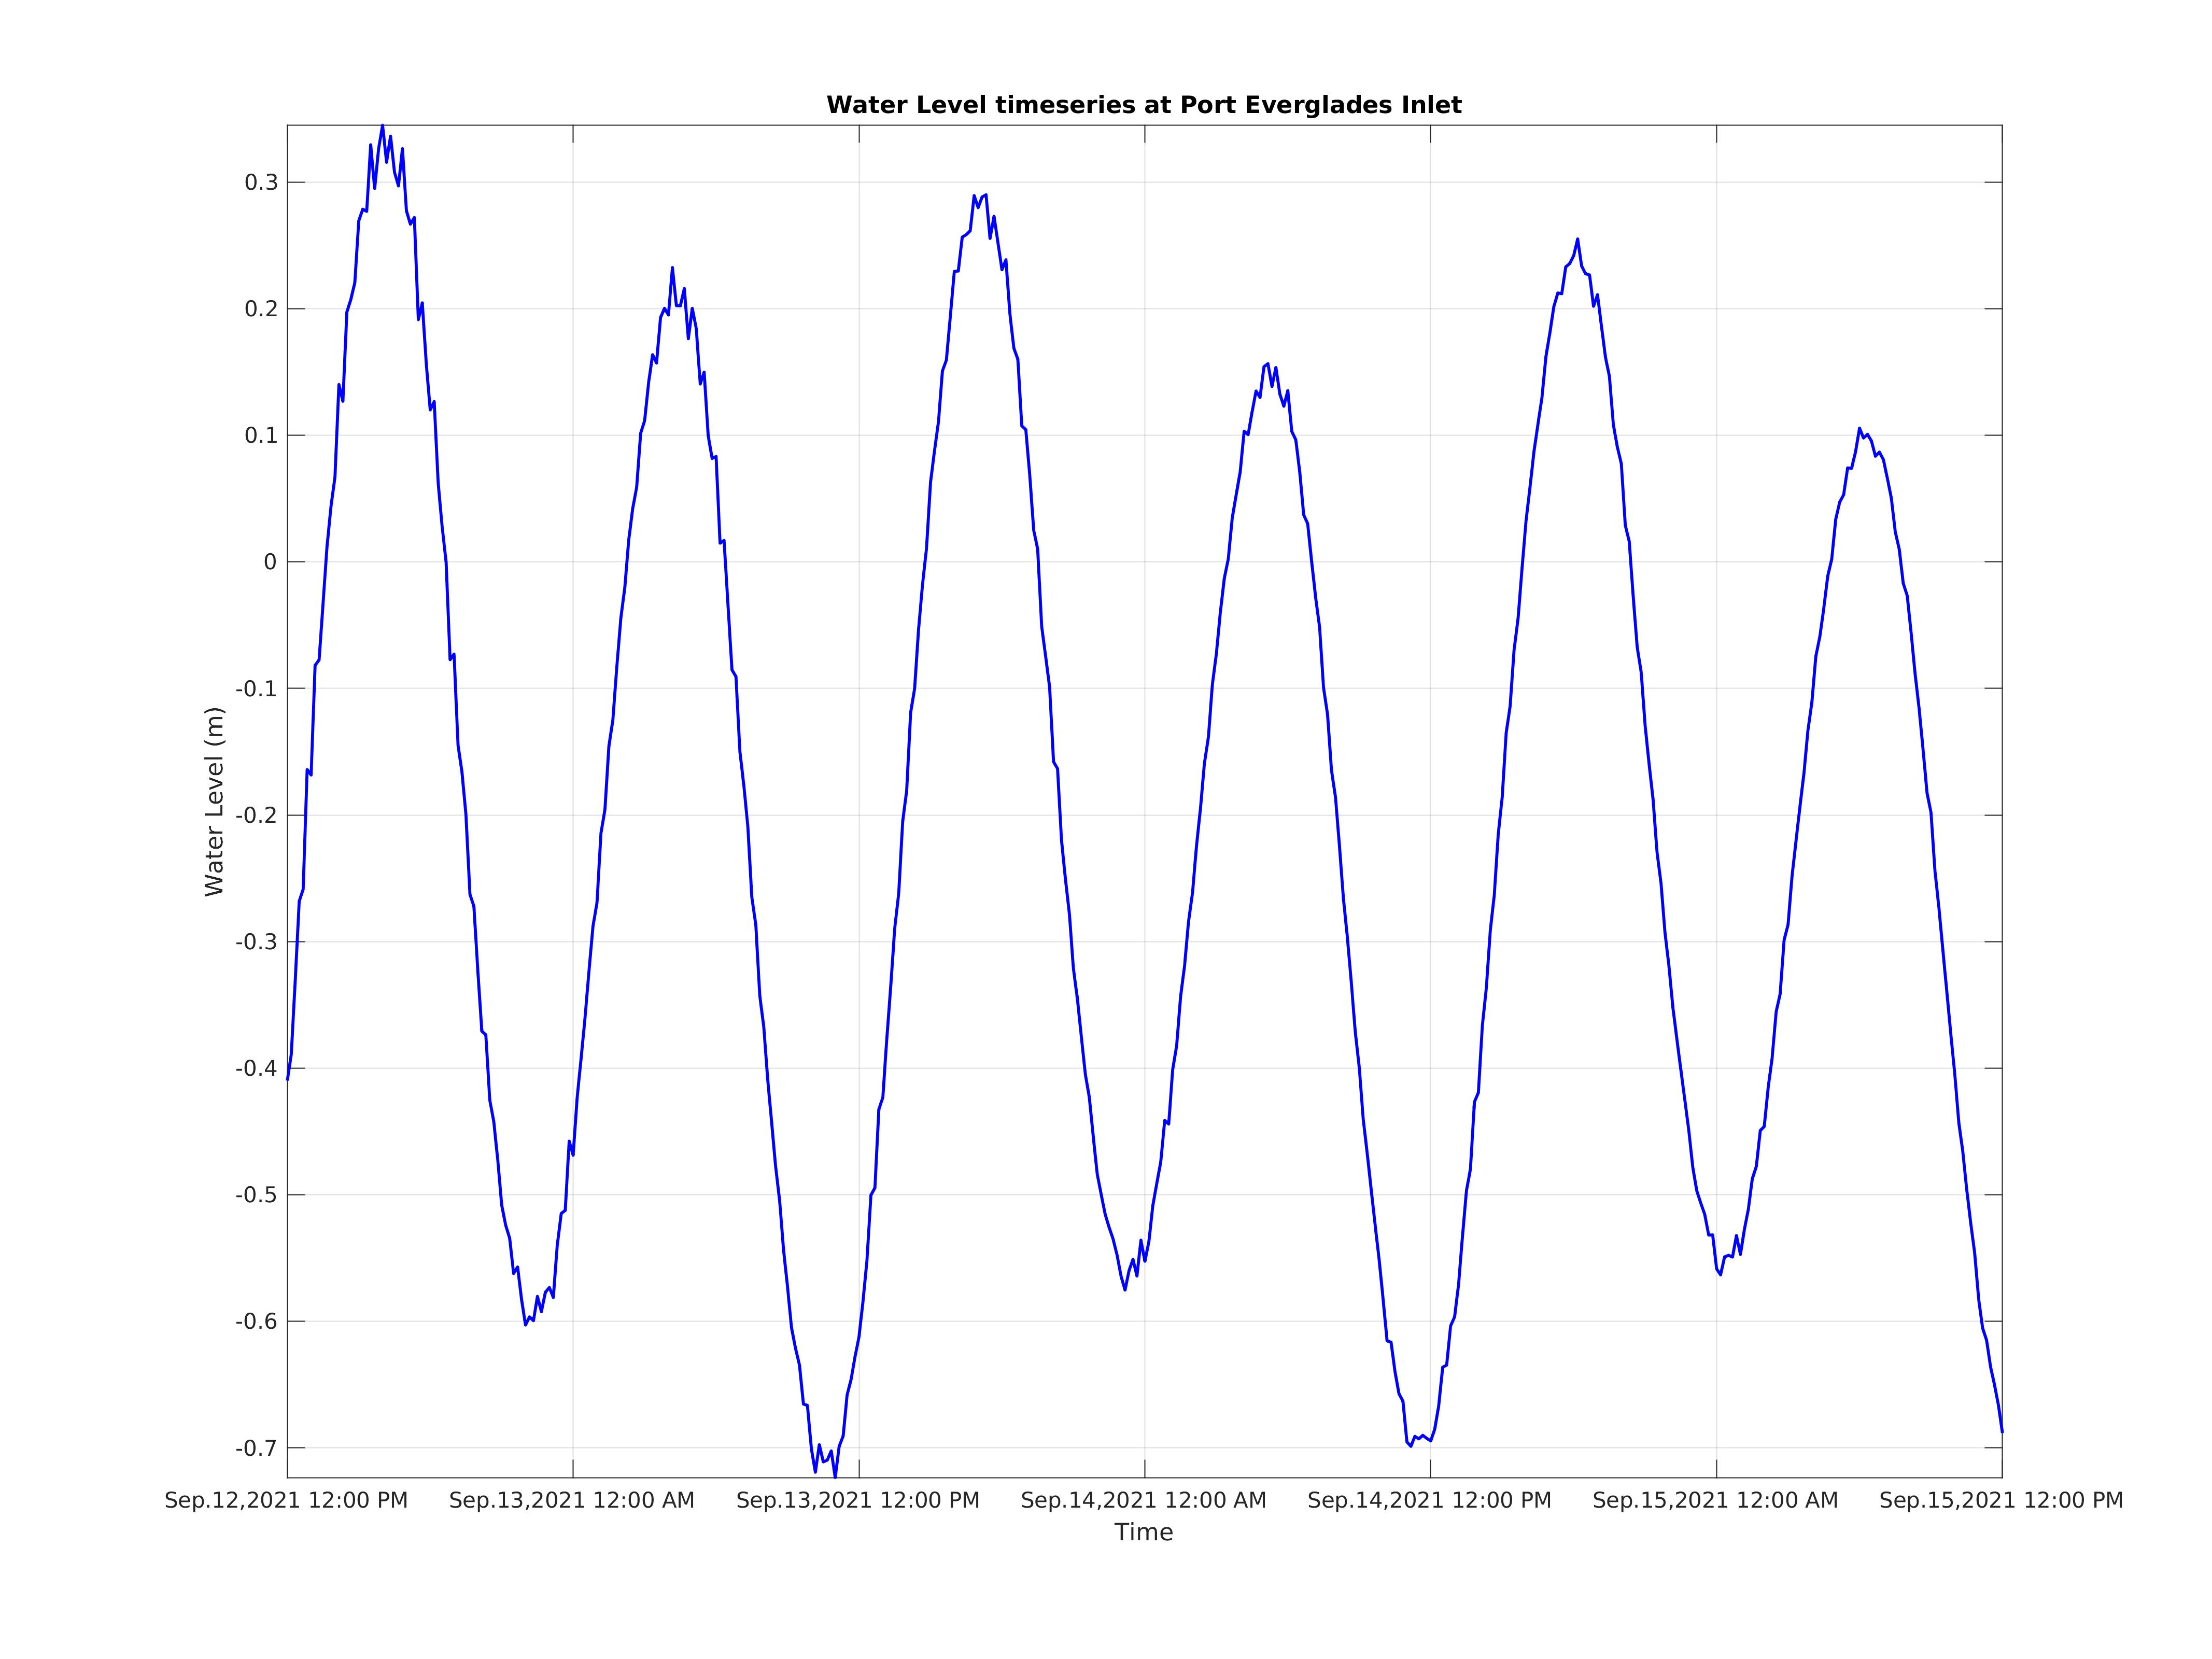 Water Level timeseries at Port Everglades Inlet
0.3
0.2
0.1
0
-0.1
-0.2
-0.3
-0.4
-0.5
-0.6
-0.7
Water Level (m)
Sep.12,2021 12:00 PM
Sep.13,2021 12:00 AM
Sep.13,2021 12:00 PM
Sep.14,2021 12:00 AM
Sep.14,2021 12:00 PM
Sep.15,2021 12:00 AM
Sep.15,2021 12:00 PM
Time